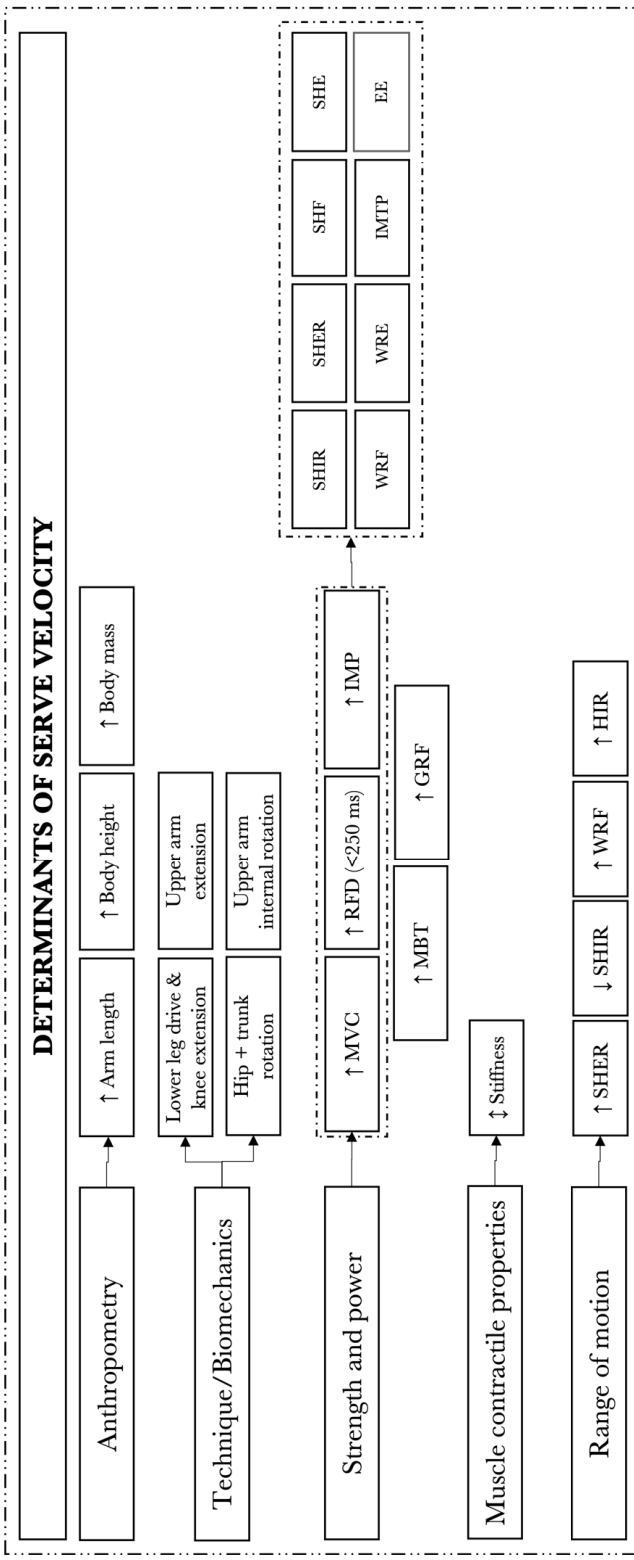 DETERMINANTS OF SERVE VELOCITY
Anthropometry
↑ Arm length
↑ Body height
↑ Body mass
Technique/Biomechanics
Lower leg drive &
knee extension
Upper arm
extension
Hip + trunk
rotation
Upper arm
internal rotation
Strength and power
↑ MVC
↑ RFD (<250 ms)
↑ IMP
↑ MBT
↑ GRF
SHIR
SHER
SHF
SHE
WRF
WRE
IMTP
EE
Muscle contractile properties
↕ Stiffness
Range of motion
↑ SHER
↓ SHIR
↑ WRF
↑ HIR